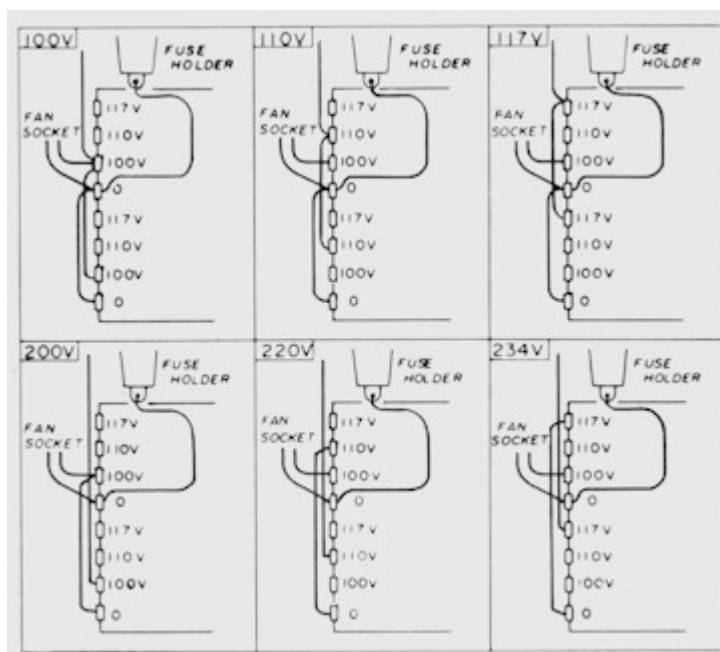 100V
FUSE
HOLDER
117V
FAN
SOCKET
110V
100V
0
117V
110V
100V
0
110V
FUSE
HOLDER
117V
FAN
SOCKET
110V
100V
0
117V
110V
100V
0
117V
FUSE
HOLDER
117V
FAN
SOCKET
110V
100V
0
117V
110V
100V
0
200V
FUSE
HOLDER
117V
FAN
SOCKET
110V
100V
0
117V
110V
100V
0
220V
FUSE
HOLDER
117V
FAN
SOCKET
110V
100V
0
117V
110V
100V
0
234V
FUSE
HOLDER
117V
FAN
SOCKET
110V
100V
0
117V
110V
100V
0